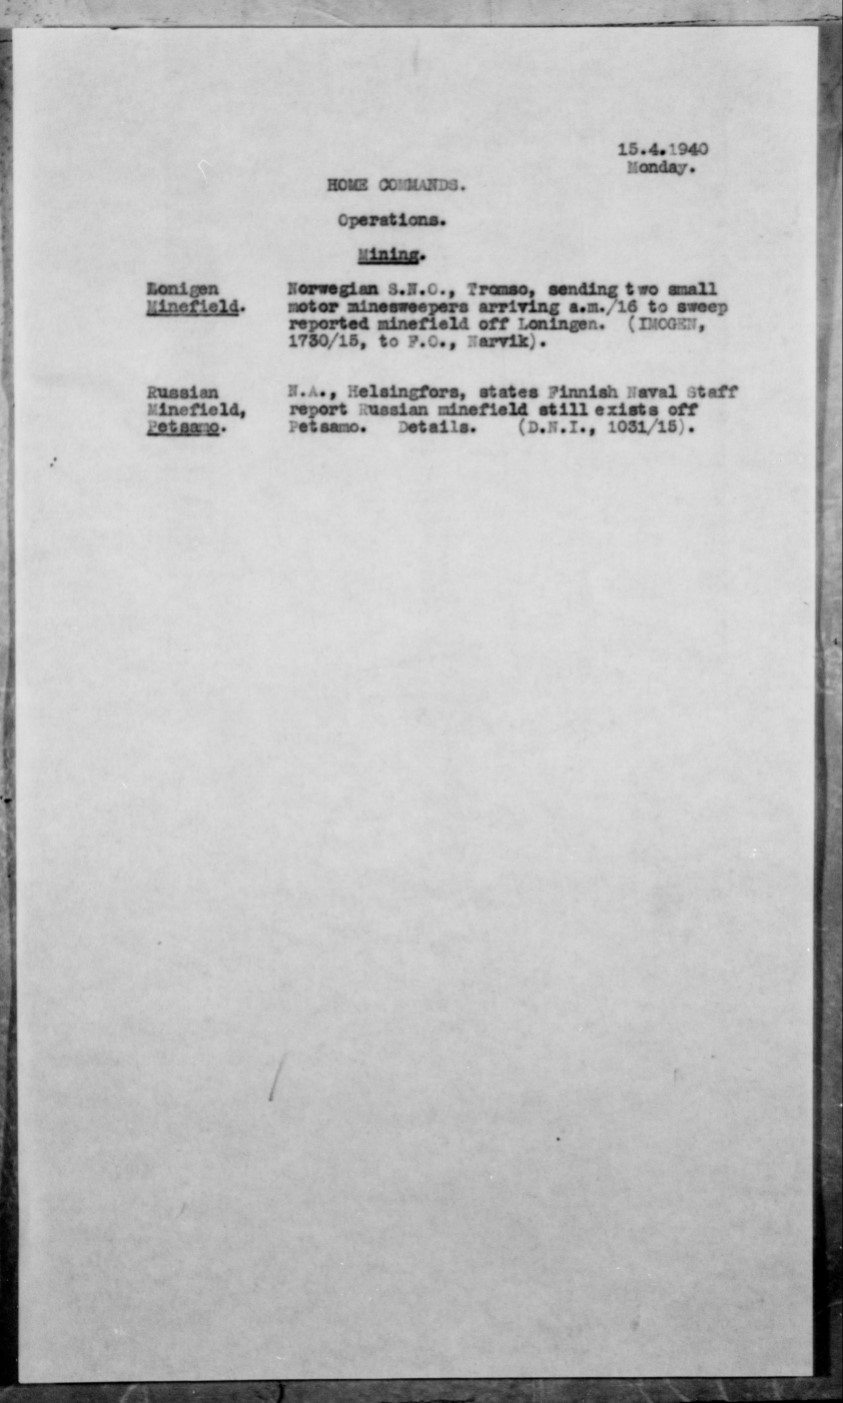 15.4.1940
Monday.
HOME COMMANDS.
Operations.
Mining.
Lonigen
Minefield.
Norwegian S.N.O., Tromso, sending two small
motor minesweepers arriving a.m./16 to sweep
reported minefield off Loningen. (IMOGEN,
1730/15, to F.O., Narvik).
Russian
Minefield,
Petsamo.
N.A., Helsingfors, states Finnish Naval Staff
report Russian minefield still exists off
Petsamo. Details. (D.N.I., 1031/15).